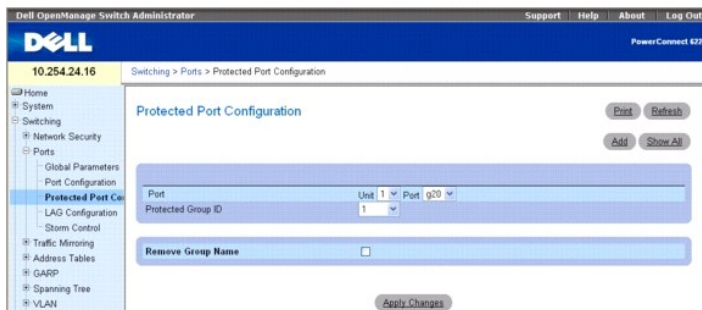 Dell OpenManage Switch Administrator
Support Help About Log Out
DELL
PowerConnect 622
10.254.24.16
Switching > Ports > Protected Port Configuration
Home
System
Switching
Network Security
Ports
Global Parameters
Port Configuration
Protected Port Co
LAG Configuration
Storm Control
Traffic Mirroring
Address Tables
GARP
Spanning Tree
VLAN
Protected Port Configuration
Print Refresh
Add Show All
Port Unit 1 Port g20
Protected Group ID 1
Remove Group Name
Apply Changes